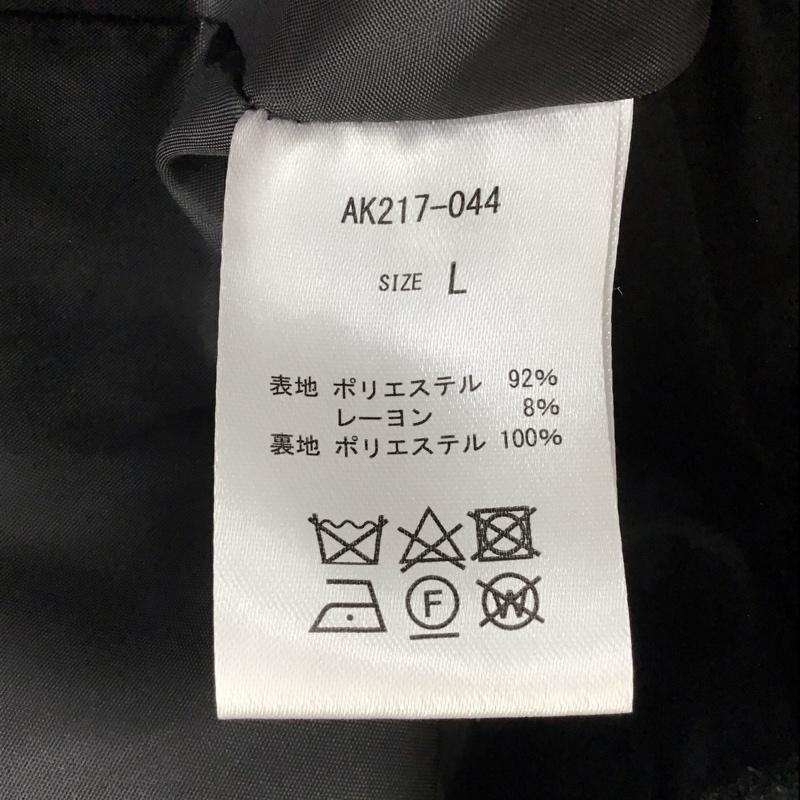 AK217-044
SIZE L
表地 ポリエステル 92%
レーヨン 8%
裏地 ポリエステル 100%
F W